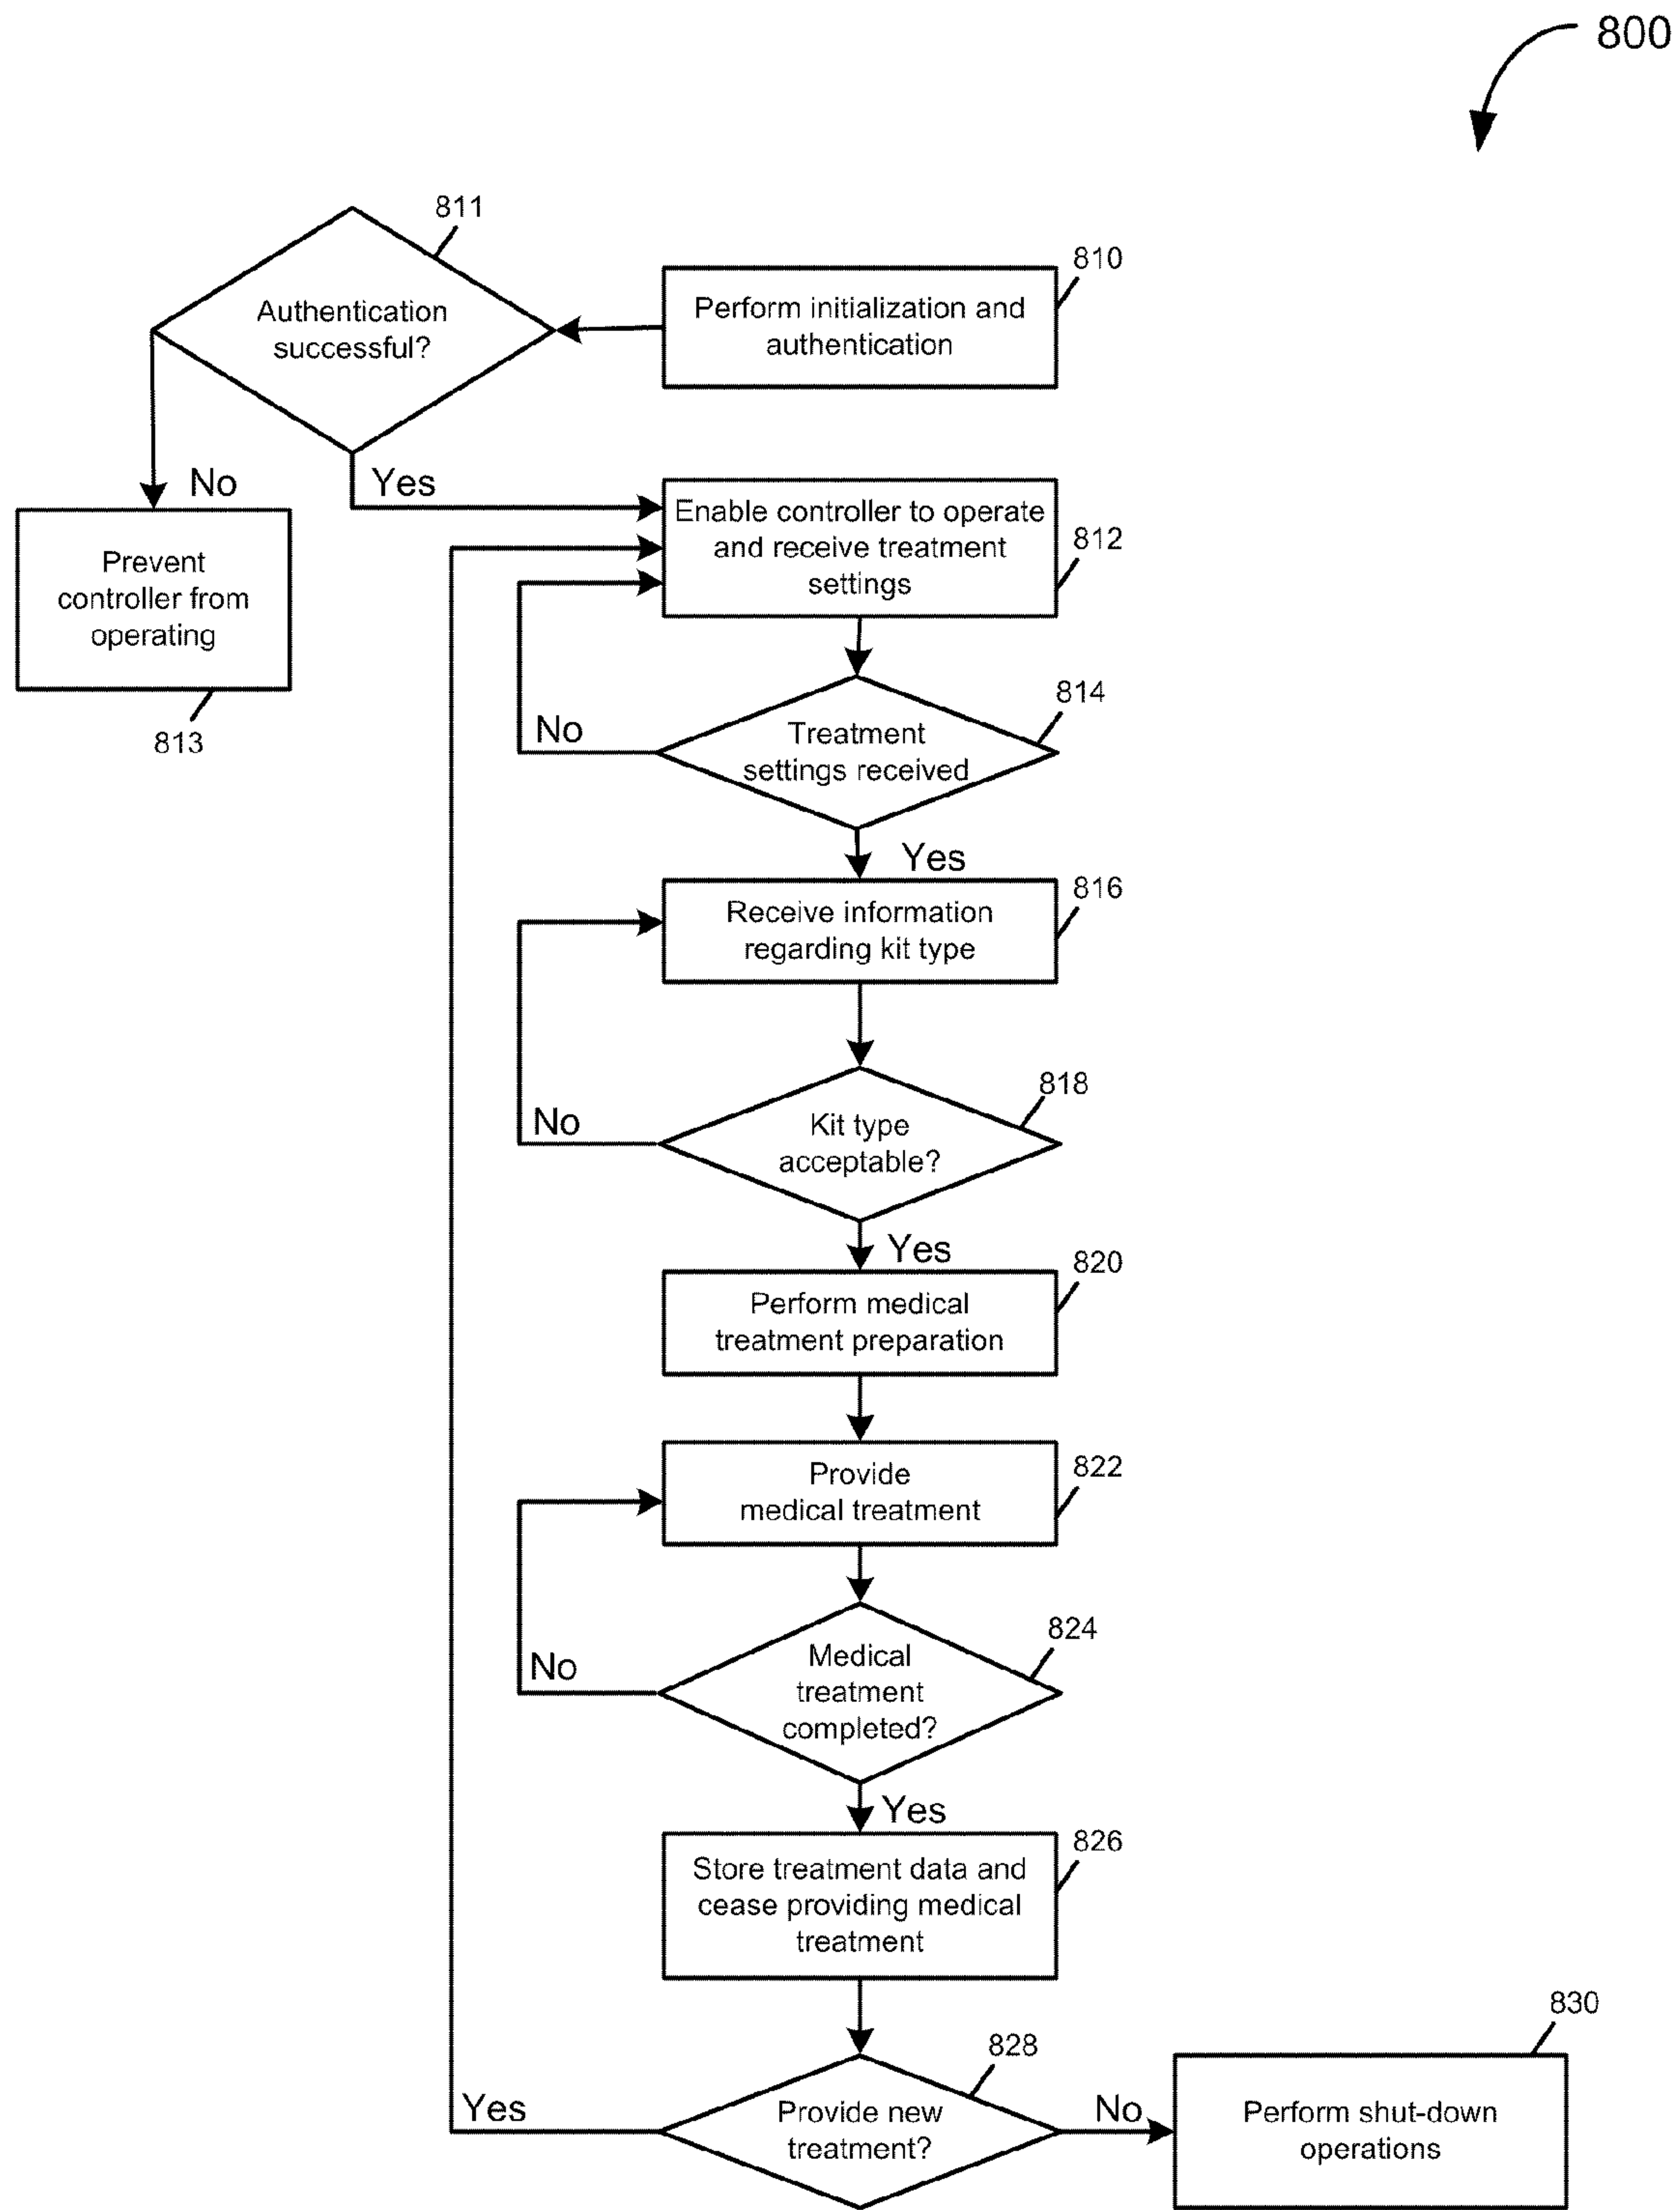 800
811
Authentication
successful?
810
Perform initialization and
authentication
No
Yes
Prevent
controller from
operating
813
Enable controller to operate
and receive treatment
settings
812
814
Treatment
settings received
No
Yes
816
Receive information
regarding kit type
818
Kit type
acceptable?
No
Yes
820
Perform medical
treatment preparation
822
Provide
medical treatment
824
Medical
treatment
completed?
No
Yes
826
Store treatment data and
cease providing medical
treatment
828
Provide new
treatment?
Yes
No
830
Perform shut-down
operations